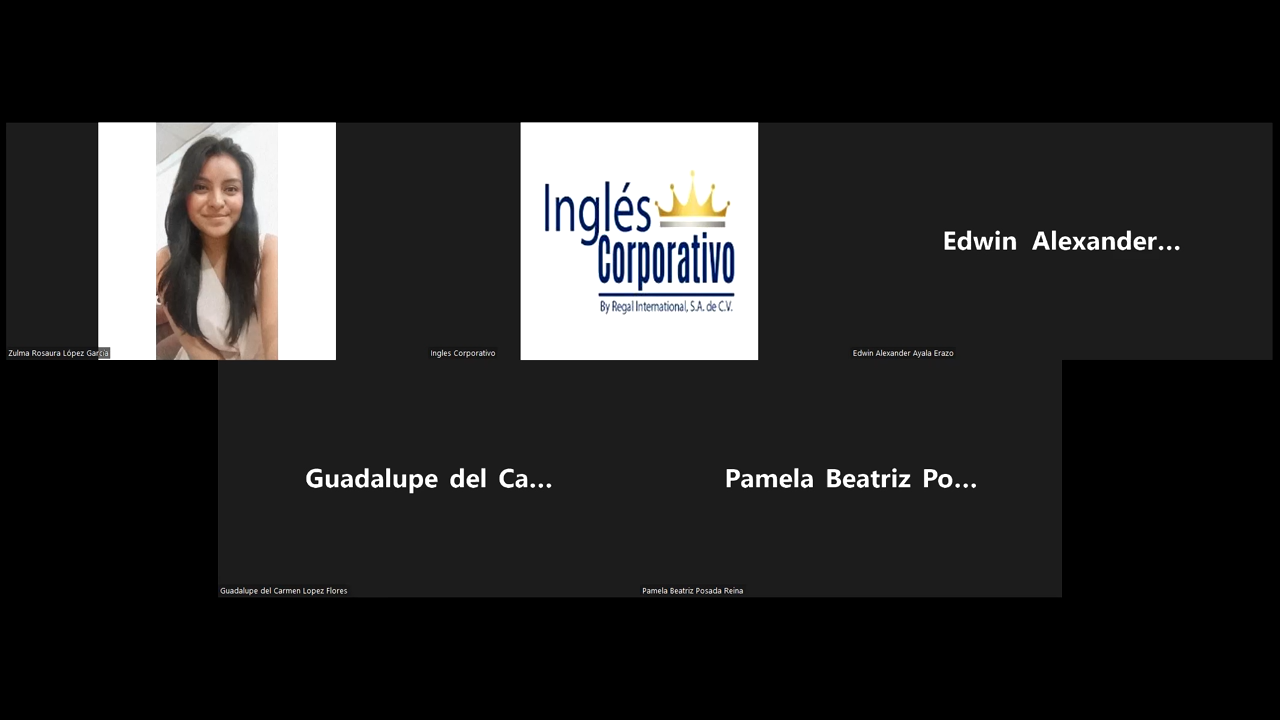 Zulma Rosaura López García
Inglés
Corporativo
By Regal International, S.A. de C.V.
Ingles Corporativo
Edwin Alexander...
Edwin Alexander Ayala Erazo
Guadalupe del Ca...
Guadalupe del Carmen Lopez Flores
Pamela Beatriz Po...
Pamela Beatriz Posada Reina